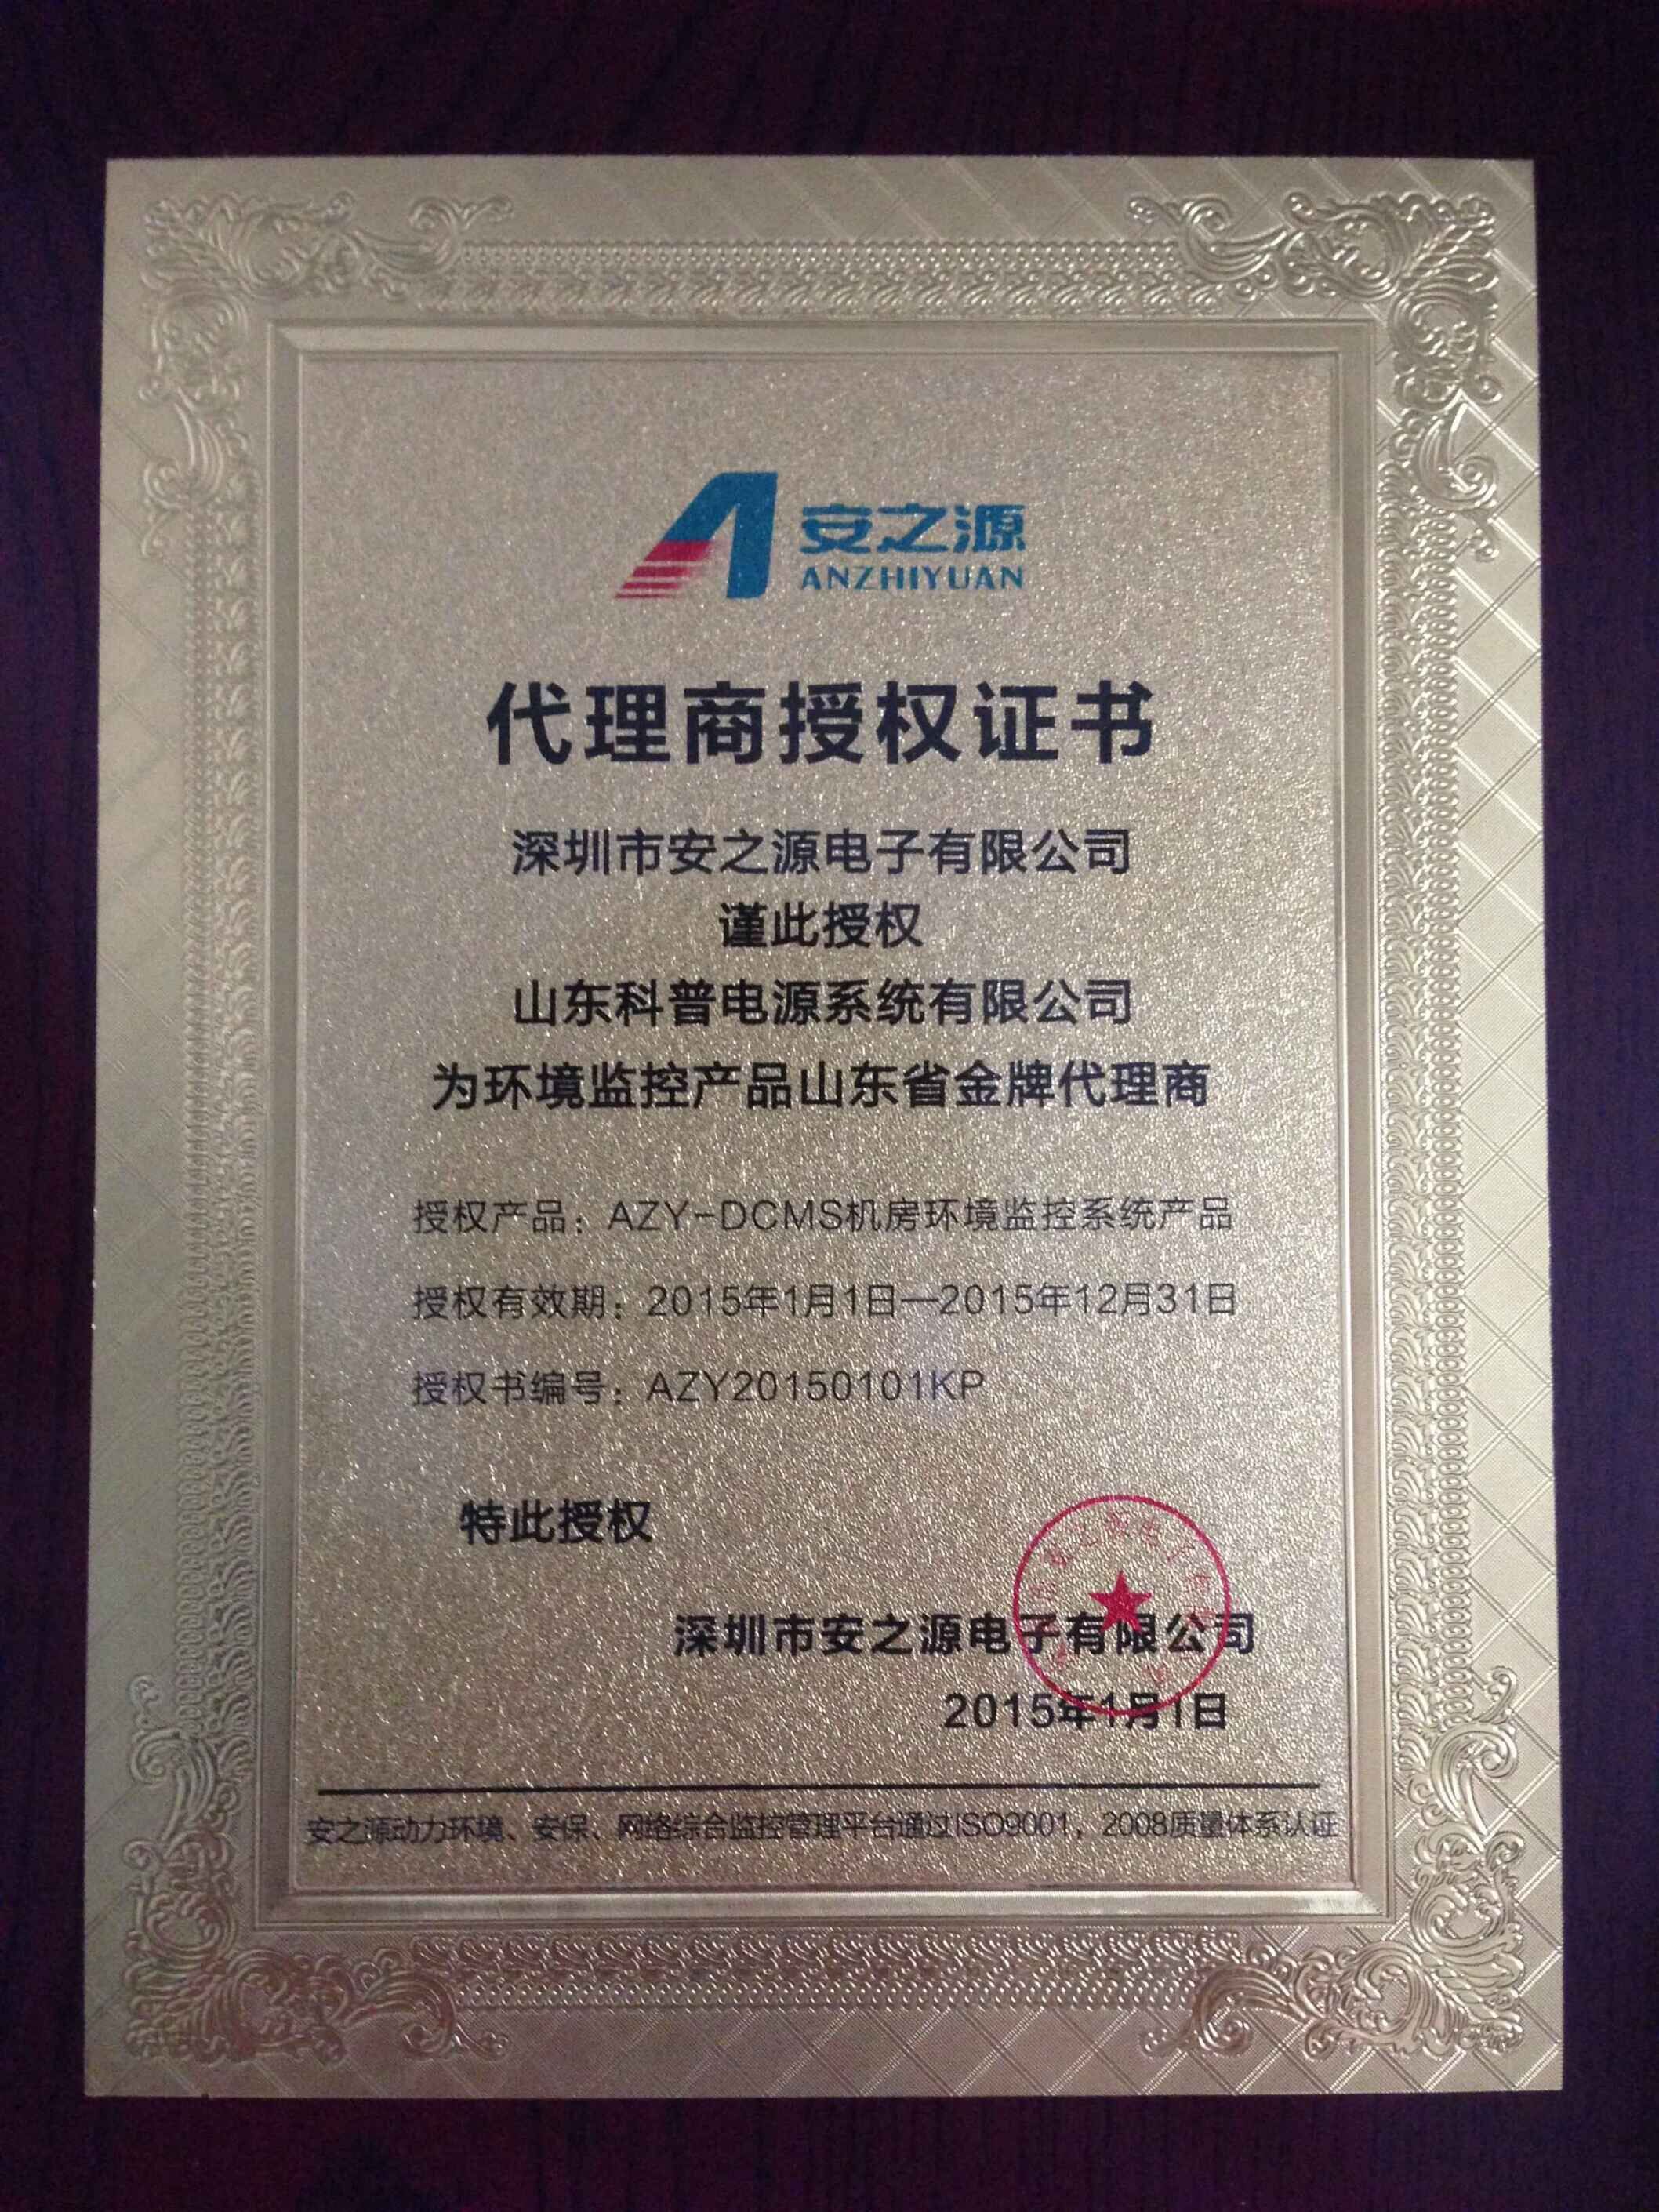 安之源
ANZHIYUAN
代理商授权证书
深圳市安之源电子有限公司
谨此授权
山东科普电源系统有限公司
为环境监控产品山东省金牌代理商
授权产品：AZY-DCMS机房环境监控系统产品
授权有效期：2015年1月1日—2015年12月31日
授权书编号：AZY20150101KP
特此授权
深圳市安之源电子有限公司
2015年1月1日
安之源动力环境、安保、网络综合监控管理平台通过ISO9001，2008质量体系认证